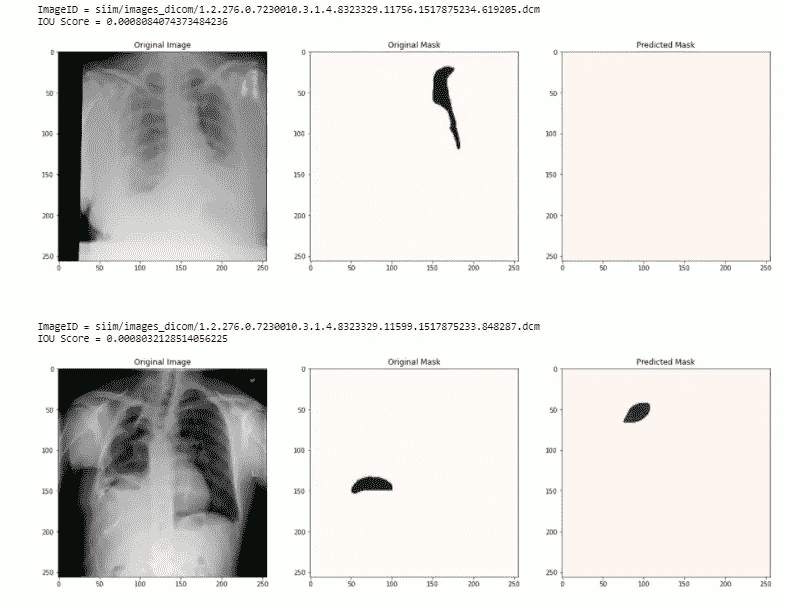 ImageID = siim/images_dicom/1.2.276.0.7230010.3.1.4.8323329.11756.1517875234.619205.dcm
IOU Score = 0.0008084074373484236
Original Image
Original Mask
Predicted Mask
0
50
100
150
200
250
0 50 100 150 200 250
0
50
100
150
200
250
0 50 100 150 200 250
0
50
100
150
200
250
0 50 100 150 200 250
ImageID = siim/images_dicom/1.2.276.0.7230010.3.1.4.8323329.11599.1517875233.848287.dcm
IOU Score = 0.0008032128514056225
Original Image
Original Mask
Predicted Mask
0
50
100
150
200
250
0 50 100 150 200 250
0
50
100
150
200
250
0 50 100 150 200 250
0
50
100
150
200
250
0 50 100 150 200 250